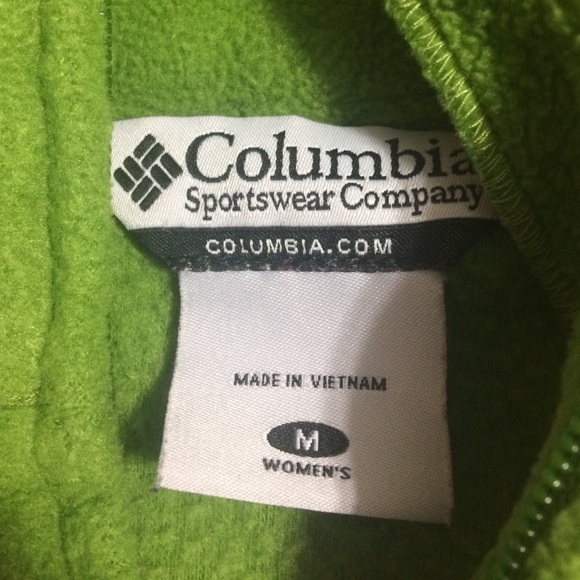 Columbia
Sportswear Company
COLUMBIA.COM
MADE IN VIETNAM
M
WOMEN'S